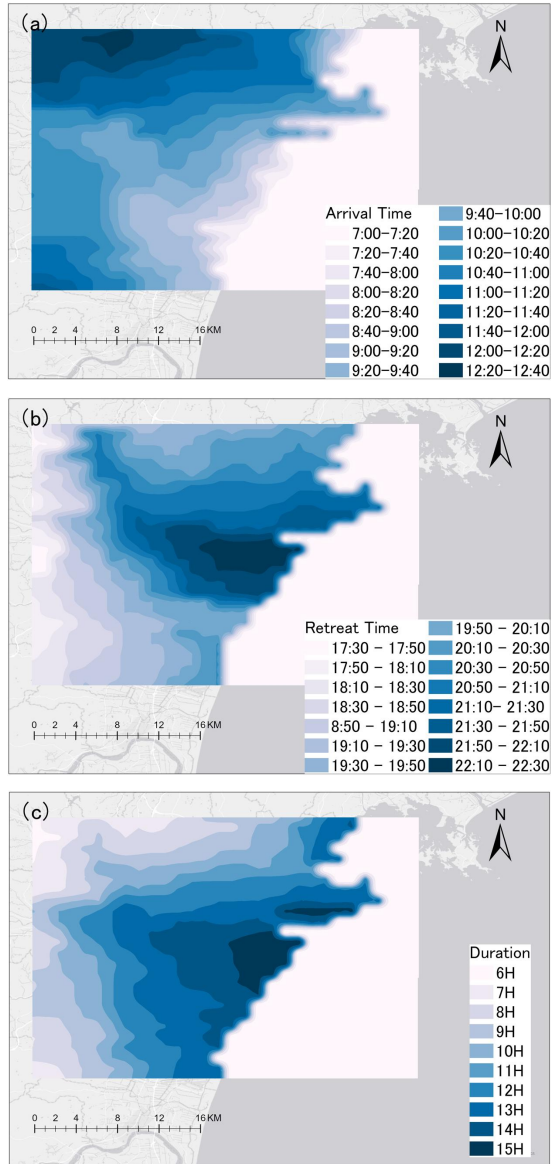 (a)
N
Arrival Time
7:00-7:20
7:20-7:40
7:40-8:00
8:00-8:20
8:20-8:40
8:40-9:00
9:00-9:20
9:20-9:40
9:40-10:00
10:00-10:20
10:20-10:40
10:40-11:00
11:00-11:20
11:20-11:40
11:40-12:00
12:00-12:20
12:20-12:40
0 4 8 16 KM
(b)
N
Retreat Time
17:30 - 17:50
17:50 - 18:10
18:10 - 18:30
18:30 - 18:50
8:50 - 19:10
19:10 - 19:30
19:30 - 19:50
19:50 - 20:10
20:10 - 20:30
20:30 - 20:50
20:50 - 21:10
21:10- 21:30
21:30 - 21:50
21:50 - 22:10
22:10 - 22:30
0 4 8 16 KM
(c)
N
Duration
6H
7H
8H
9H
10H
11H
12H
13H
14H
15H
0 4 8 16 KM